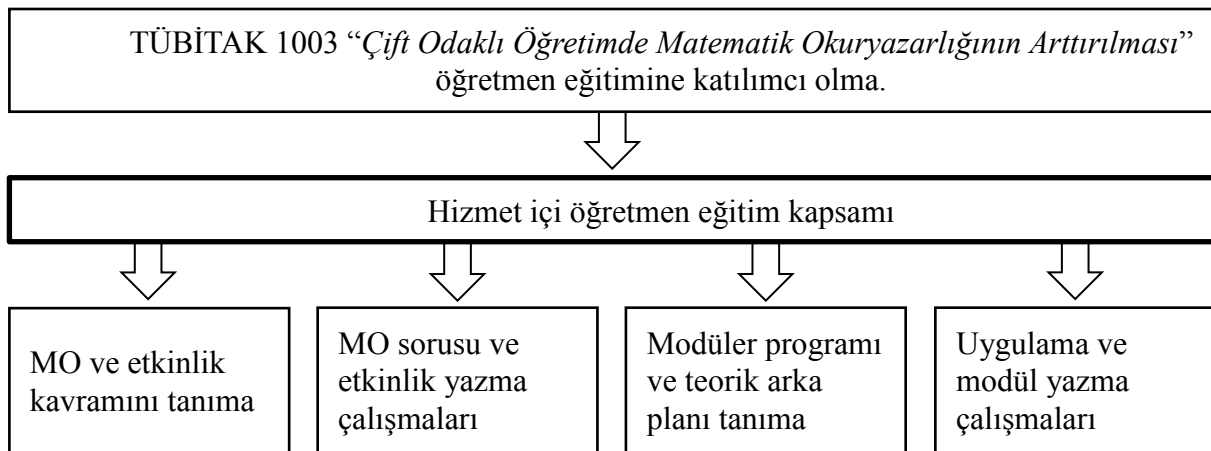 TÜBİTAK 1003 “Çift Odaklı Öğretimde Matematik Okuryazarlığının Arttırılması”
öğretmen eğitimine katılımcı olma.
Hizmet içi öğretmen eğitim kapsamı
MO ve etkinlik
kavramını tanıma
MO sorusu ve
etkinlik yazma
çalışmaları
Modüler programı
ve teorik arka
planı tanıma
Uygulama ve
modül yazma
çalışmaları